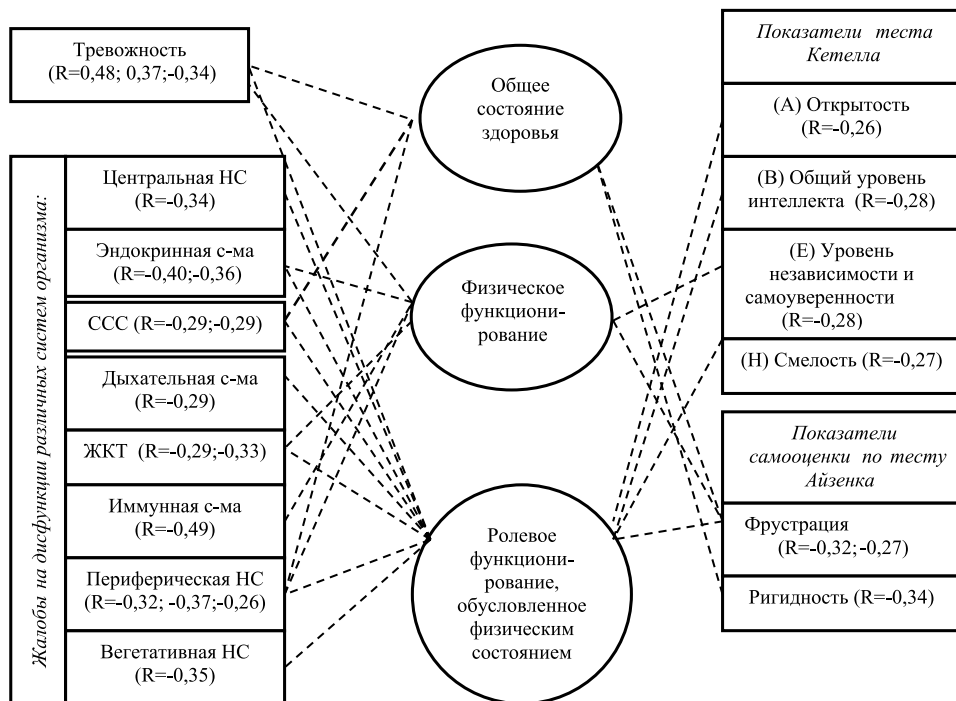 Тревожность
(R=0,48; 0,37;-0,34)
Жалобы на дисфункции различных систем организма:
Центральная НС
(R=-0,34)
Эндокринная с-ма
(R=-0,40;-0,36)
ССС (R=-0,29;-0,29)
Дыхательная с-ма
(R=-0,29)
ЖКТ (R=-0,29;-0,33)
Иммунная с-ма
(R=-0,49)
Периферическая НС
(R=-0,32; -0,37;-0,26)
Вегетативная НС
(R=-0,35)
Общее
состояние
здоровья
Физическое
функциони-
рование
Ролевое
функциони-
рование,
обусловленное
физическим
состоянием
Показатели теста
Кетелла
(А) Открытость
(R=-0,26)
(В) Общий уровень
интеллекта (R=-0,28)
(Е) Уровень
независимости и
самоуверенности
(R=-0,28)
(Н) Смелость (R=-0,27)
Показатели
самооценки по тесту
Айзенка
Фрустрация
(R=-0,32; -0,27)
Ригидность (R=-0,34)